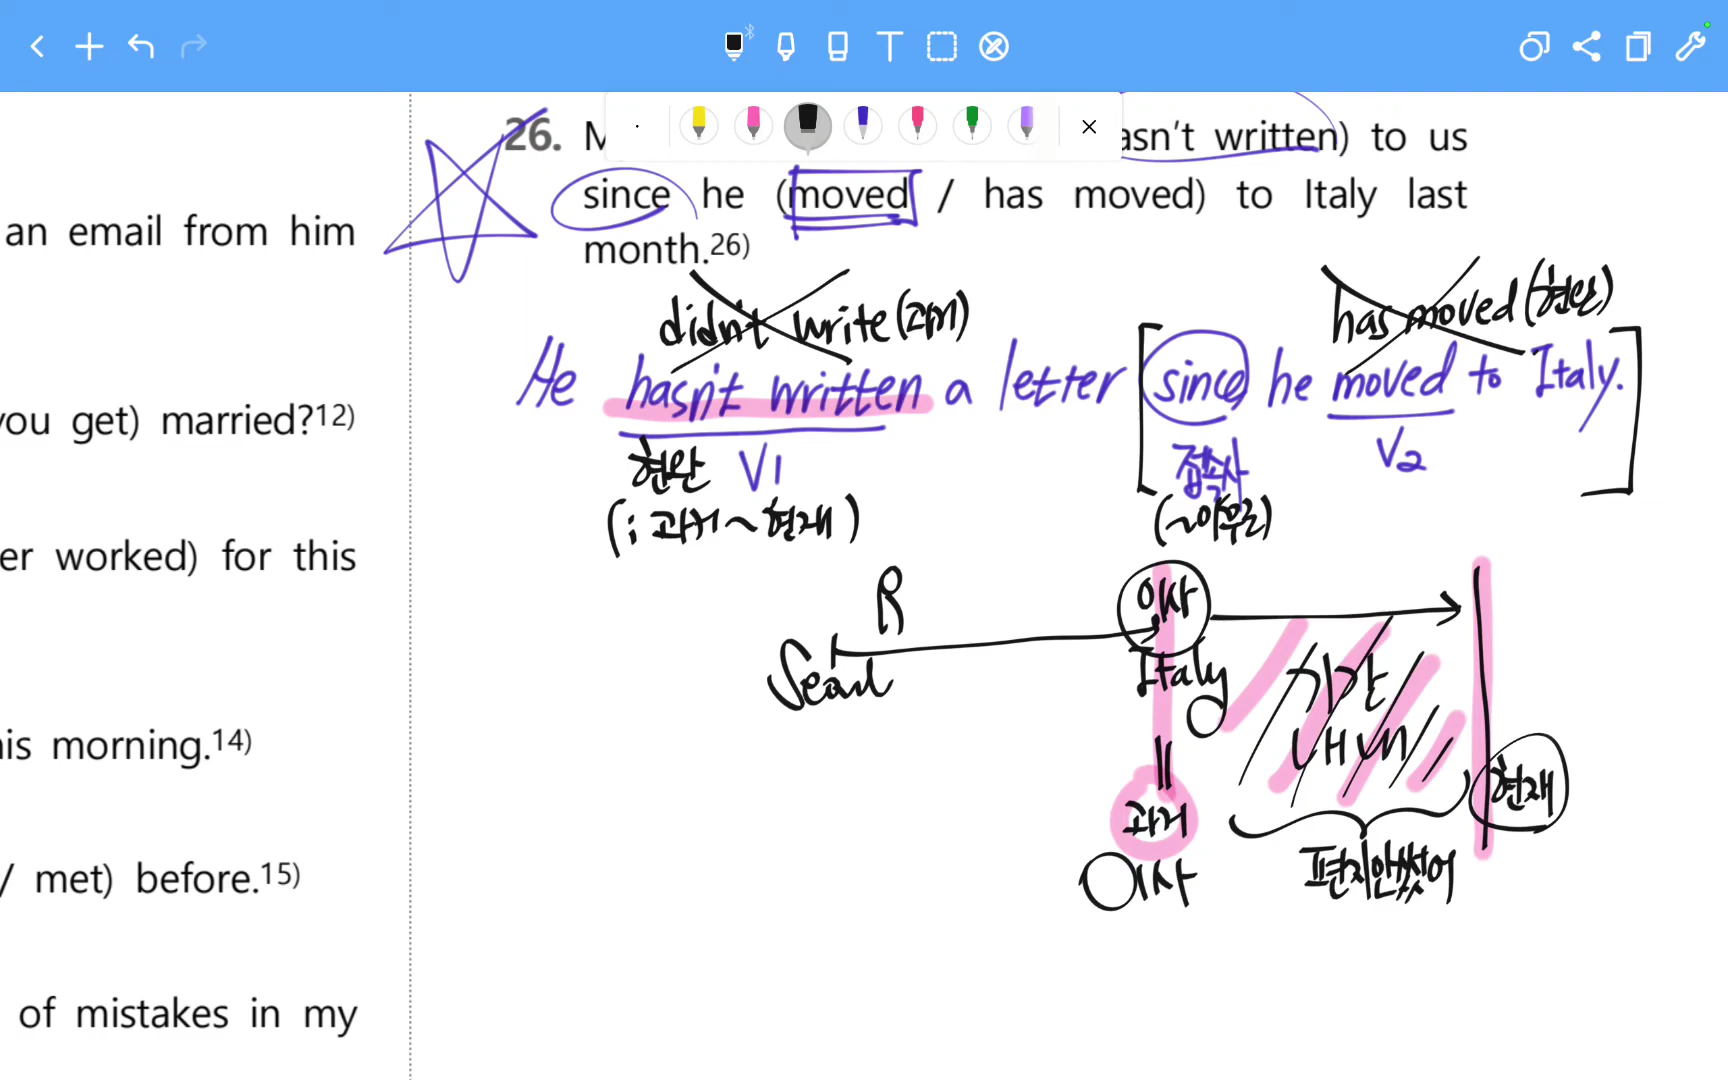 an email from him
you get) married?12)
er worked) for this
is morning.14)
/ met) before.15)
of mistakes in my
26. M asn't written) to us
since he (moved / has moved) to Italy last
month.26)
didn't write (과거) has moved (현완)
He hasn't written a letter [since he moved to Italy.]
현완 V1 접속사 V2
(; 과거 ~ 현재) (~이후로)
Seoul 이사 Italy
기간
내내
과거 현재
이사 편지안썼어